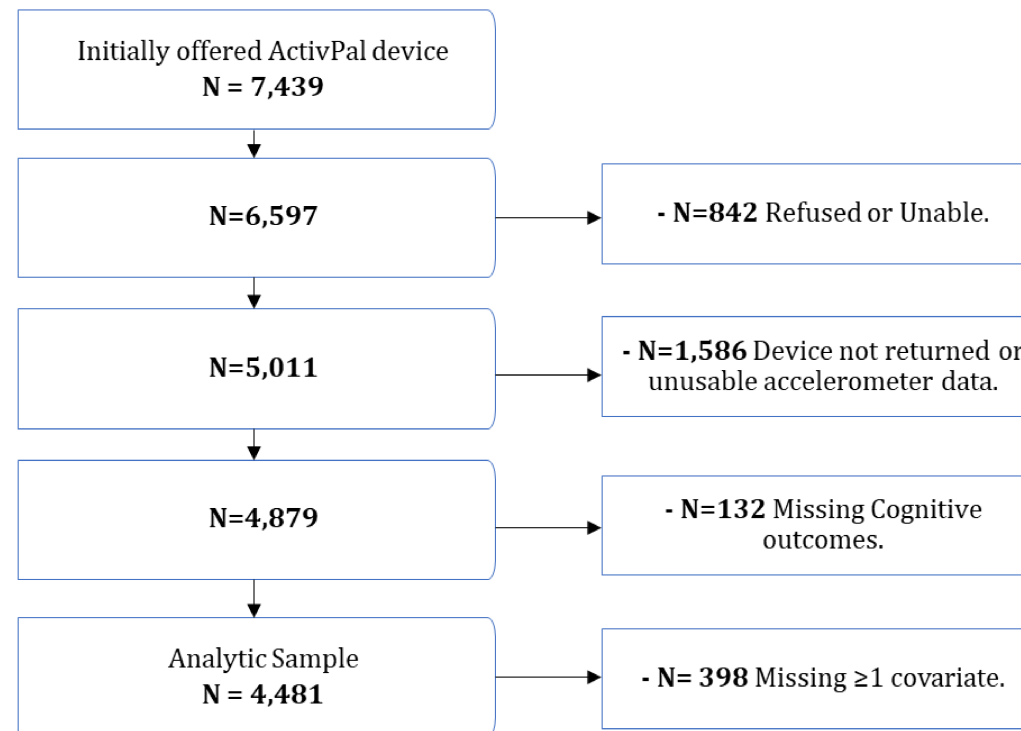 Initially offered ActivPal device
N = 7,439
N=6,597
- N=842 Refused or Unable.
N=5,011
- N=1,586 Device not returned or
unusable accelerometer data.
N=4,879
- N=132 Missing Cognitive
outcomes.
Analytic Sample
N = 4,481
- N= 398 Missing ≥1 covariate.